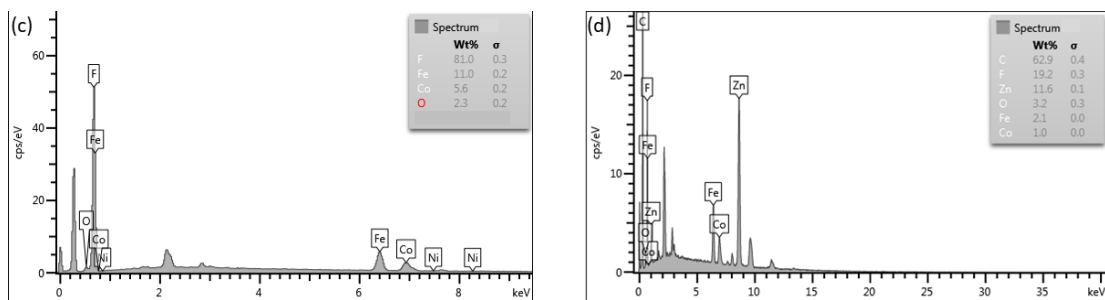 (c)
60
40
20
0
cps/eV
F
Fe
O
Co
Ni
Fe
Co
Ni
Ni
0 2 4 6 8 keV
Spectrum
Wt% σ
F 81.0 0.3
Fe 11.0 0.2
Co 5.6 0.2
O 2.3 0.2
(d)
20
10
0
cps/eV
C
F
Fe
Zn
O
Co
Fe
Co
Zn
0 5 10 15 20 25 30 35 keV
Spectrum
Wt% σ
C 62.9 0.4
F 19.2 0.3
Zn 11.6 0.1
O 3.2 0.3
Fe 2.1 0.0
Co 1.0 0.0